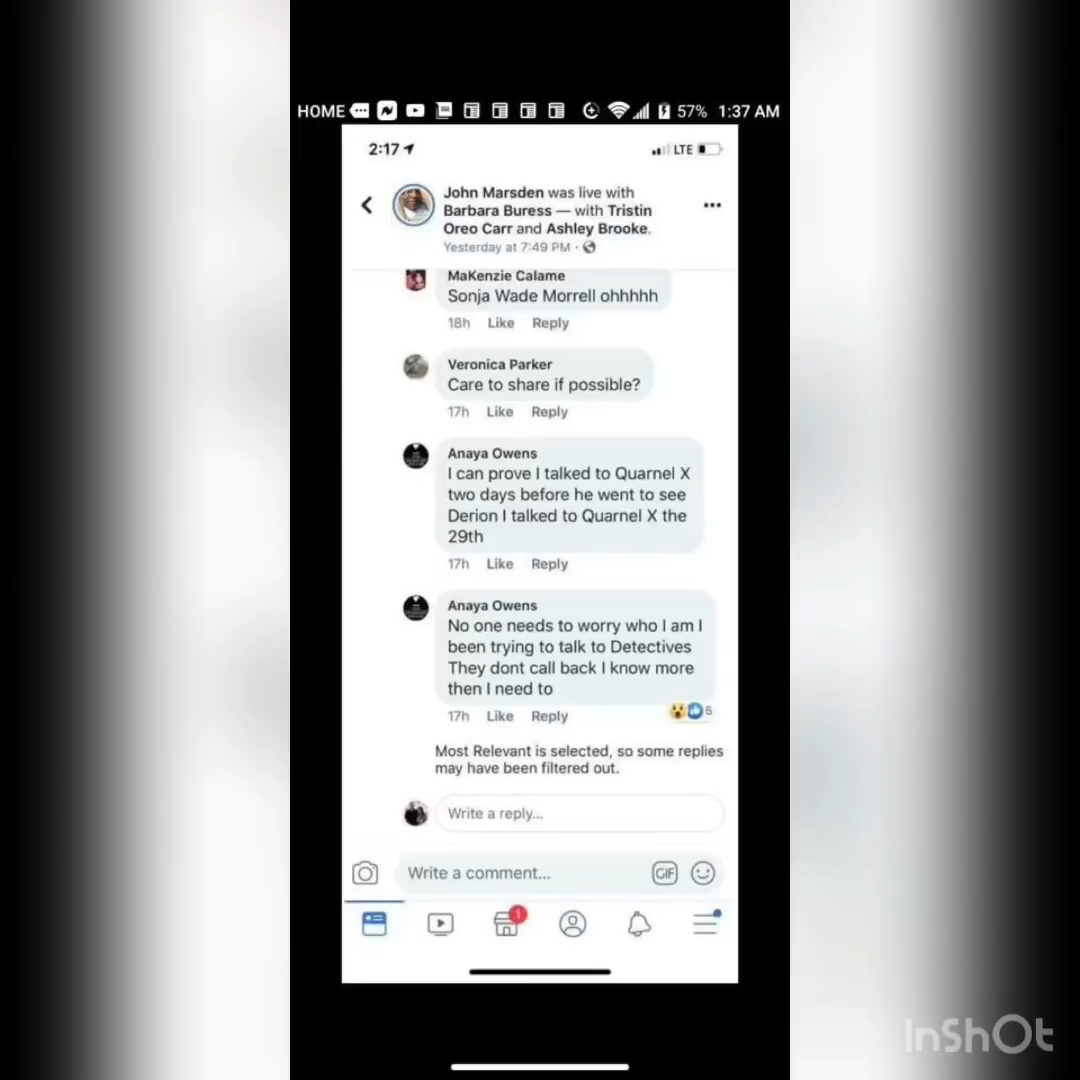 HOME 57% 1:37 AM
2:17 LTE
John Marsden was live with
Barbara Buress — with Tristin
Oreo Carr and Ashley Brooke.
Yesterday at 7:49 PM ·
MaKenzie Calame
Sonja Wade Morrell ohhhhh
18h Like Reply
Veronica Parker
Care to share if possible?
17h Like Reply
Anaya Owens
I can prove I talked to Quarnel X
two days before he went to see
Derion I talked to Quarnel X the
29th
17h Like Reply
Anaya Owens
No one needs to worry who I am I
been trying to talk to Detectives
They dont call back I know more
then I need to
17h Like Reply 5
Most Relevant is selected, so some replies
may have been filtered out.
Write a reply...
Write a comment... GIF
1
InShOt